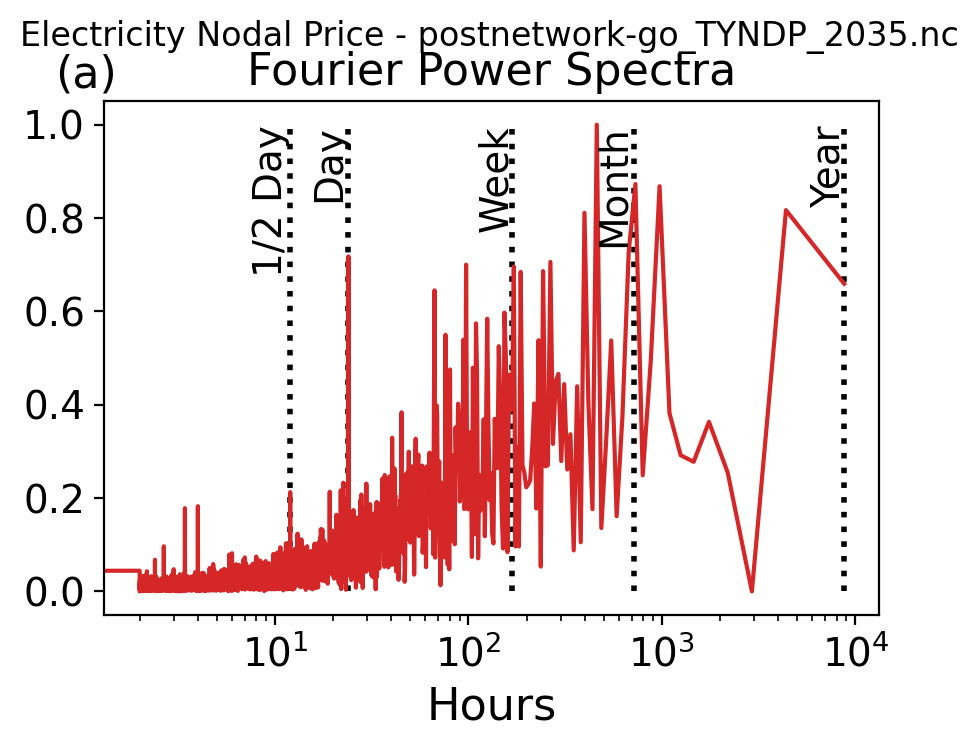 Electricity Nodal Price - postnetwork-go_TYNDP_2035.nc
(a) Fourier Power Spectra
1.0
0.8
0.6
0.4
0.2
0.0
1/2 Day
Day
Week
Month
Year
10¹ 10² 10³ 10⁴
Hours